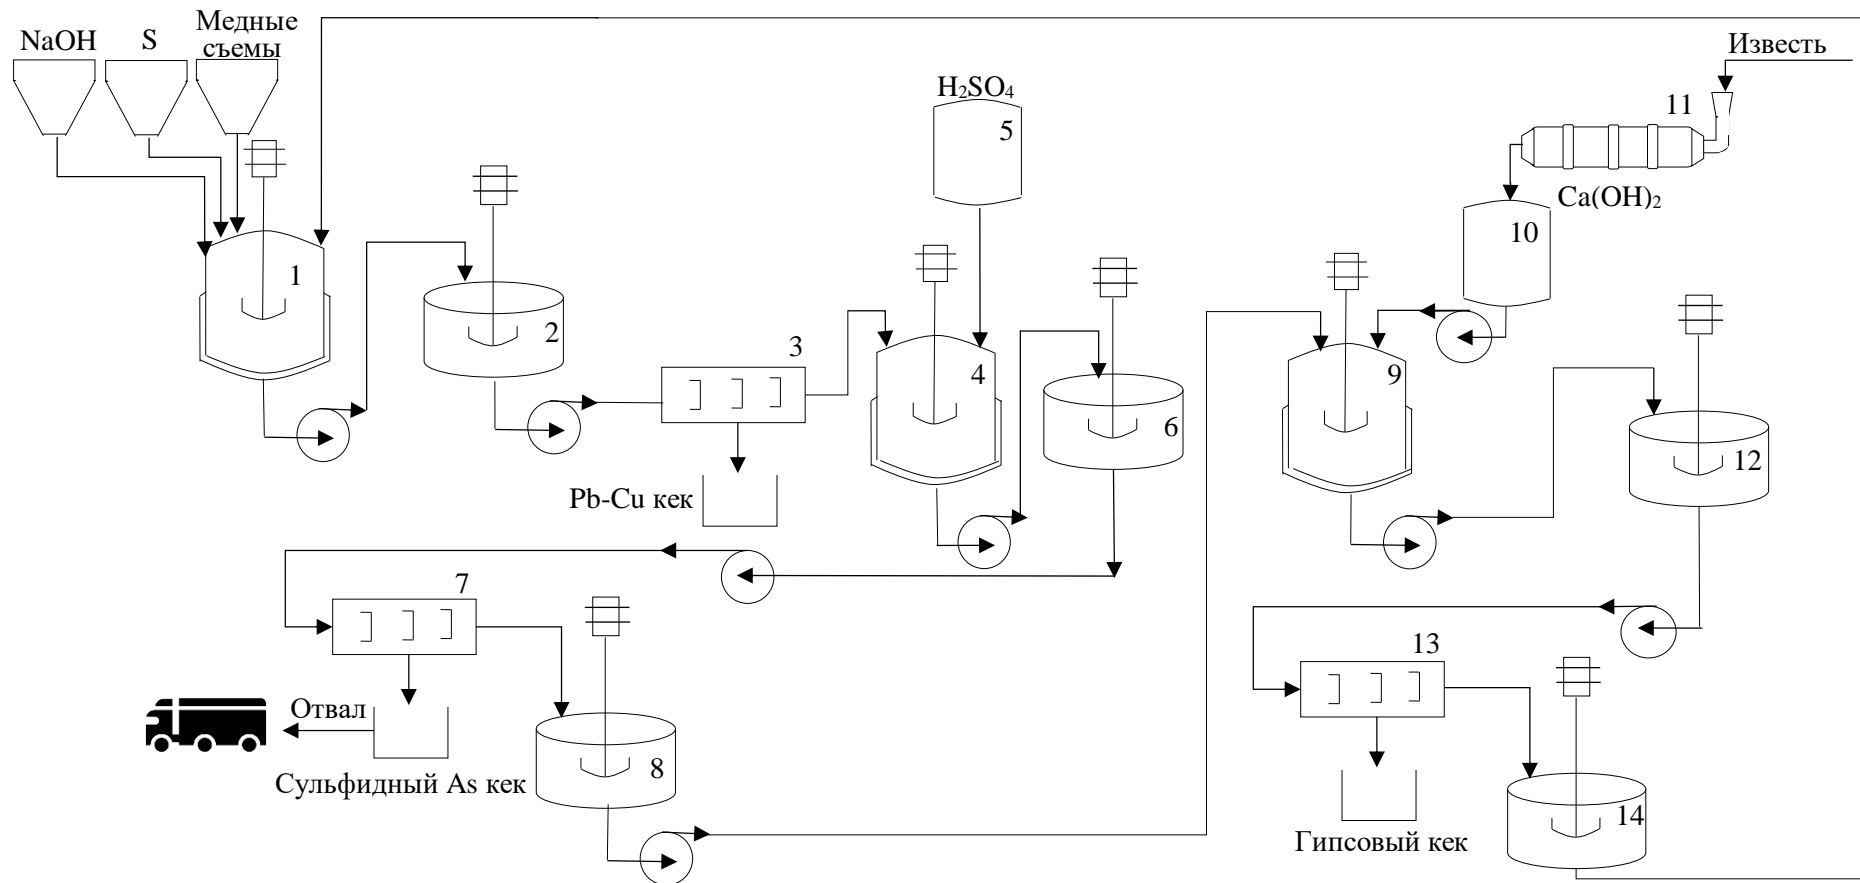 NaOH
S
Медные
съемы
Известь
H₂SO₄
5
11
Ca(OH)₂
10
1
2
3
4
6
9
12
Pb-Cu кек
7
13
Отвал
Сульфидный As кек
8
14
Гипсовый кек